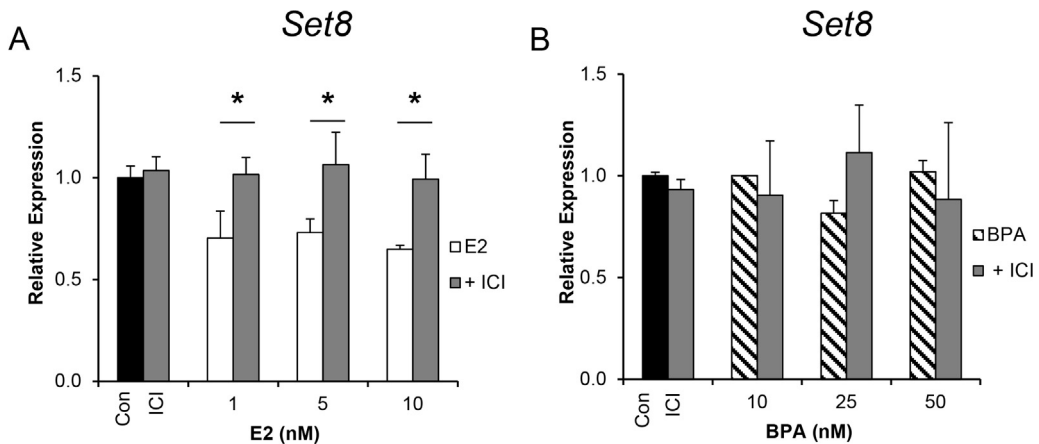 A
Set8
Relative Expression
1.5
1.0
0.5
0.0
* * *
E2
+ ICI
Con ICI 1 5 10
E2 (nM)
B
Set8
Relative Expression
1.5
1.0
0.5
0.0
BPA
+ ICI
Con ICI 10 25 50
BPA (nM)